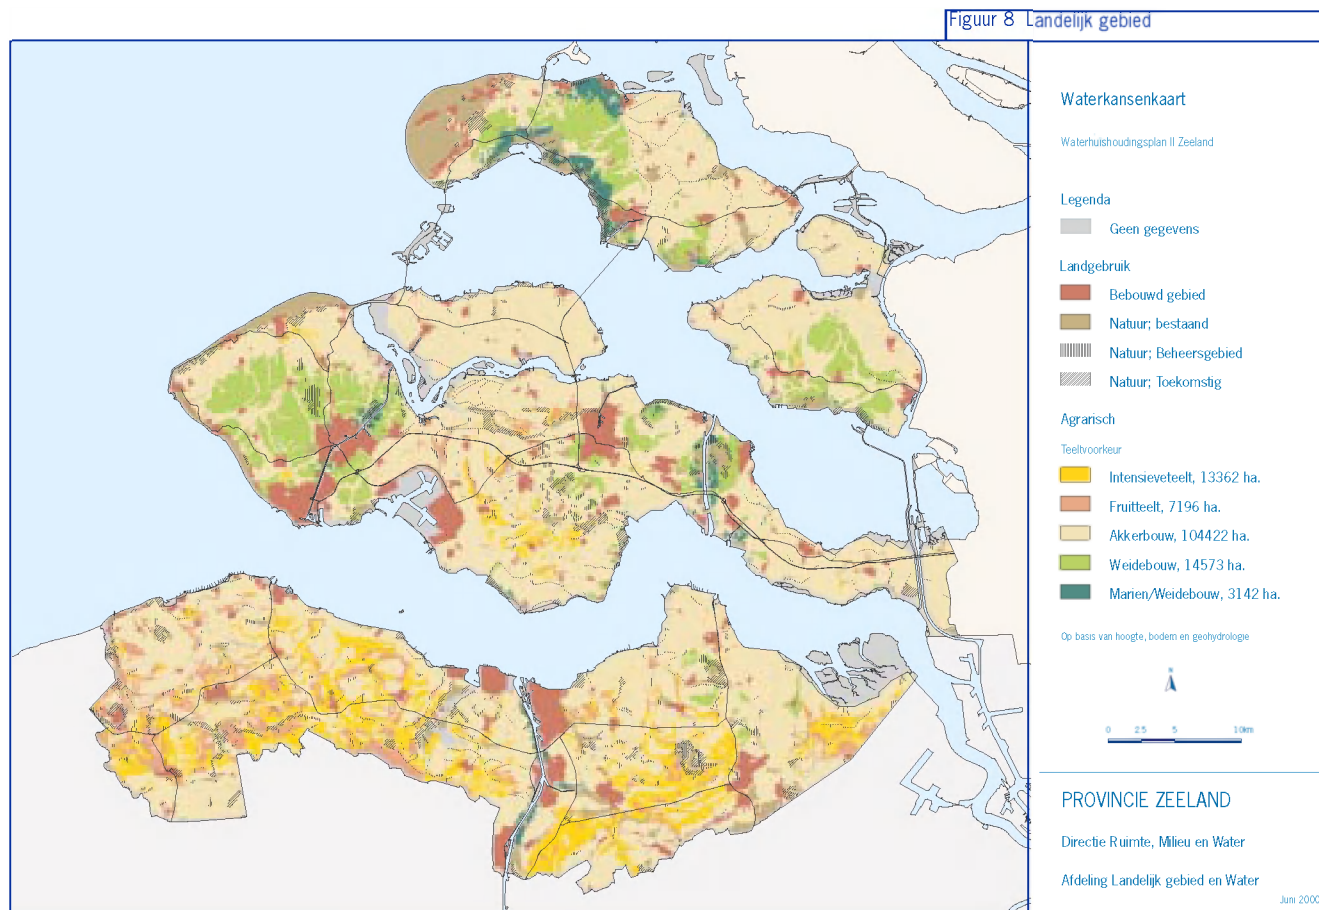 Figuur 8 Landelijk gebied
Waterkansenkaart
Waterhuishoudingsplan II Zeeland
Legenda
Geen gegevens
Landgebruik
Bebouwd gebied
Natuur; bestaand
Natuur; Beheersgebied
Natuur; Toekomstig
Agrarisch
Teeltvoorkeur
Intensieveteelt, 13362 ha.
Fruitteelt, 7196 ha.
Akkerbouw, 104422 ha.
Weidebouw, 14573 ha.
Marien/Weidebouw, 3142 ha.
Op basis van hoogte, bodem en geohydrologie
N
0 2.5 5 10km
PROVINCIE ZEELAND
Directie Ruimte, Milieu en Water
Afdeling Landelijk gebied en Water
Juni 2000